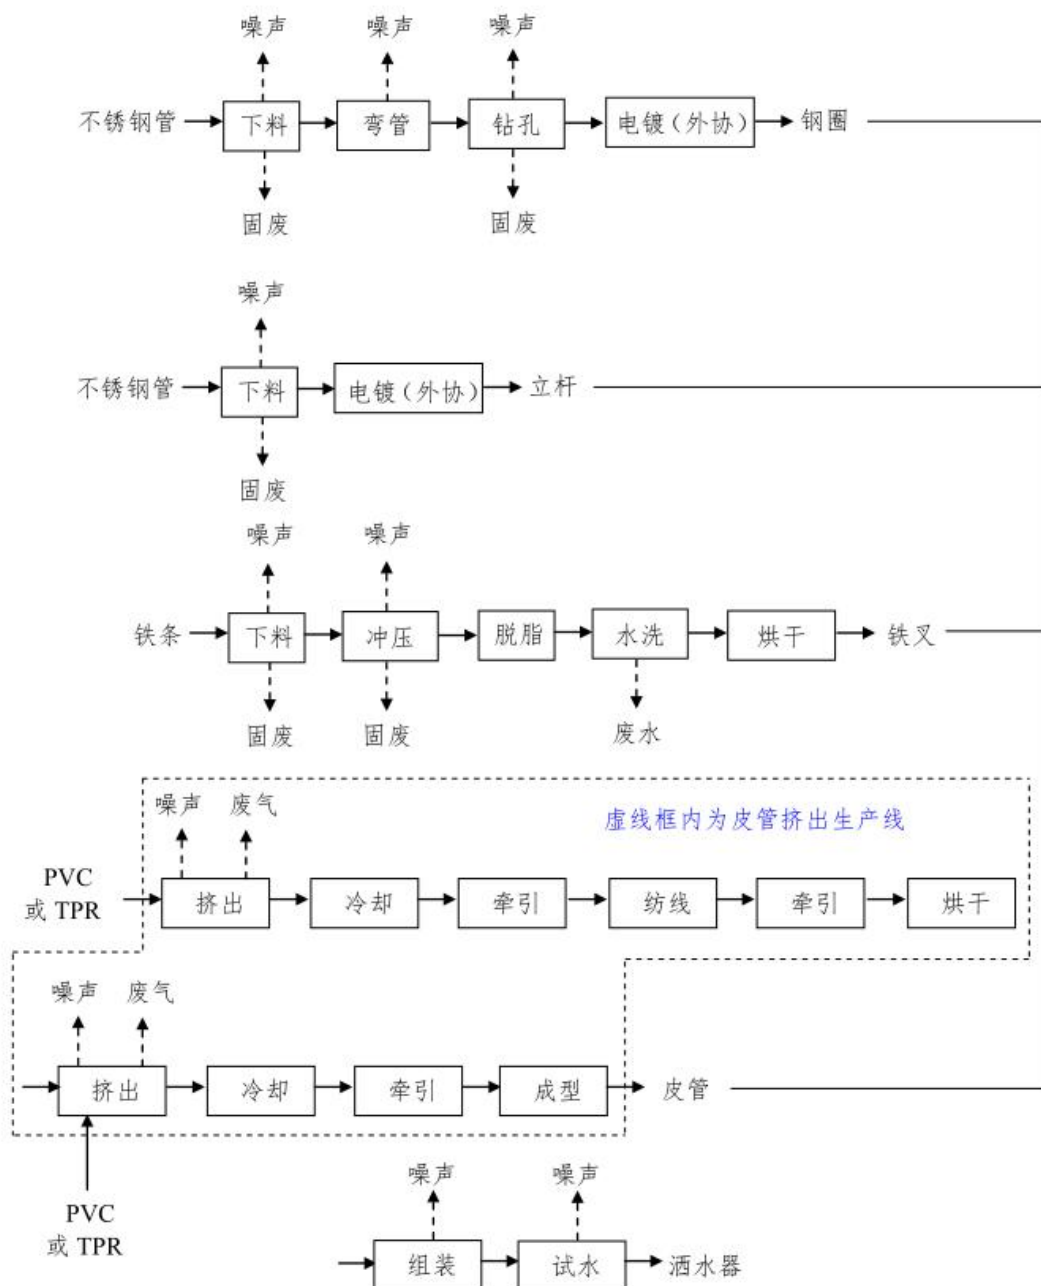 噪声 噪声 噪声
不锈钢管 下料 弯管 钻孔 电镀（外协） 钢圈
固废 固废
噪声
不锈钢管 下料 电镀（外协） 立杆
固废
噪声 噪声
铁条 下料 冲压 脱脂 水洗 烘干 铁叉
固废 固废 废水
噪声 废气 虚线框内为皮管挤出生产线
PVC
或 TPR 挤出 冷却 牵引 纺线 牵引 烘干
噪声 废气
挤出 冷却 牵引 成型 皮管
噪声 噪声
PVC
或 TPR
组装 试水 洒水器